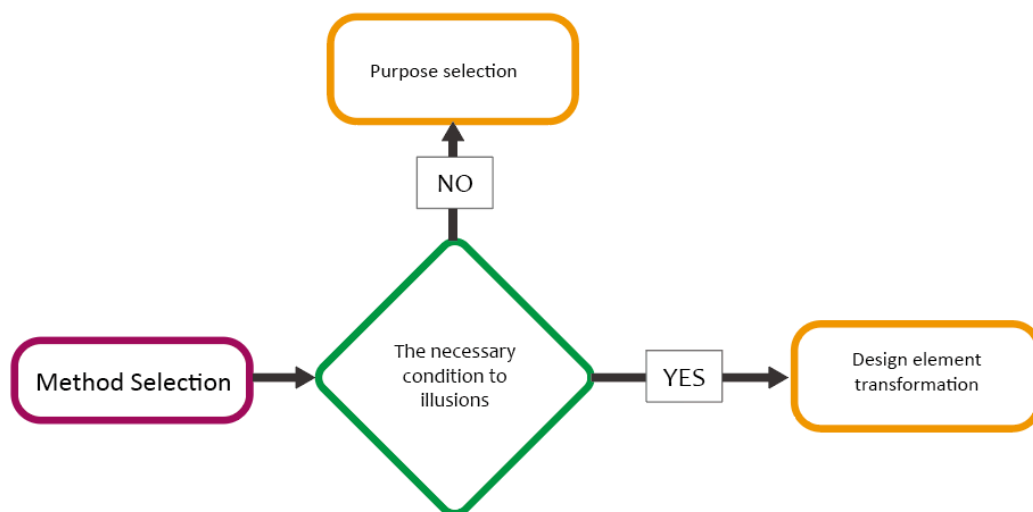 Purpose selection
NO
The necessary
condition to
illusions
Method Selection
YES
Design element
transformation